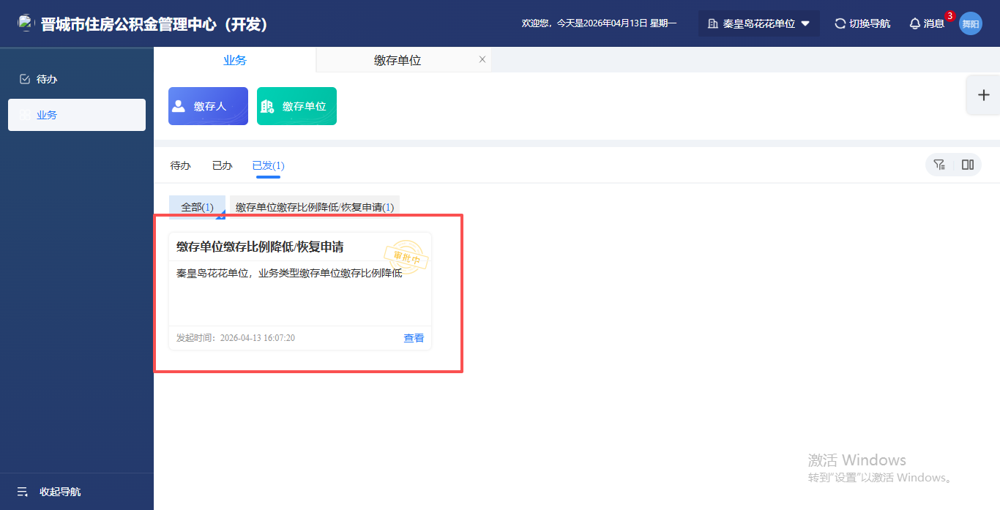 晋城市住房公积金管理中心（开发）
欢迎您，今天是2026年04月13日 星期一
秦皇岛花花单位
切换导航
消息
3
舞阳
待办
业务
收起导航
业务
缴存单位
缴存人
缴存单位
待办
已办
已发(1)
全部(1)
缴存单位缴存比例降低/恢复申请(1)
缴存单位缴存比例降低/恢复申请
审批中
秦皇岛花花单位，业务类型缴存单位缴存比例降低
发起时间：2026-04-13 16:07:20
查看
激活 Windows
转到"设置"以激活 Windows。